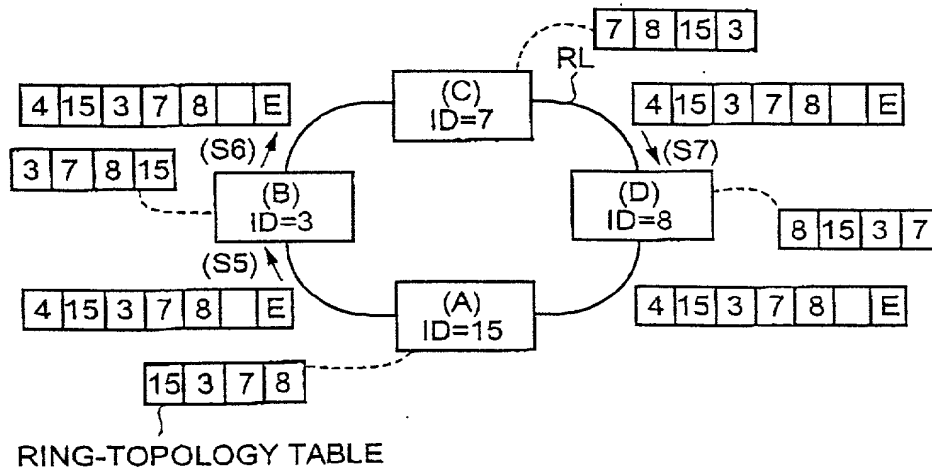 7 8 15 3
RL
4 15 3 7 8 E
(C)
ID=7
4 15 3 7 8 E
(S6)
(S7)
3 7 8 15
(B)
ID=3
(D)
ID=8
8 15 3 7
(S5)
4 15 3 7 8 E
(A)
ID=15
4 15 3 7 8 E
15 3 7 8
RING-TOPOLOGY TABLE